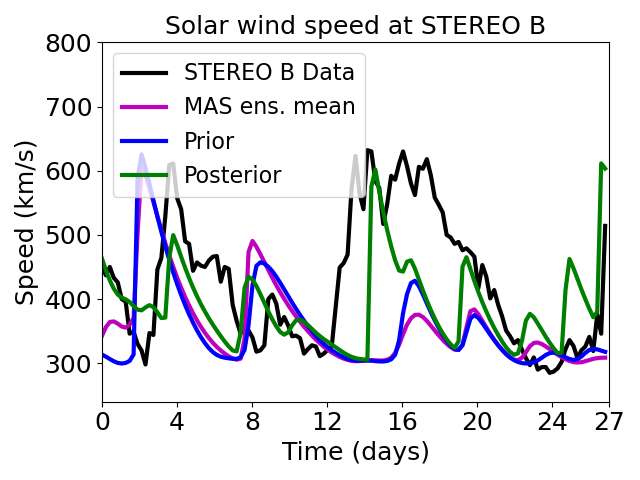 Solar wind speed at STEREO B
800
700
600
500
400
300
Speed (km/s)
STEREO B Data
MAS ens. mean
Prior
Posterior
0 4 8 12 16 20 24 27
Time (days)